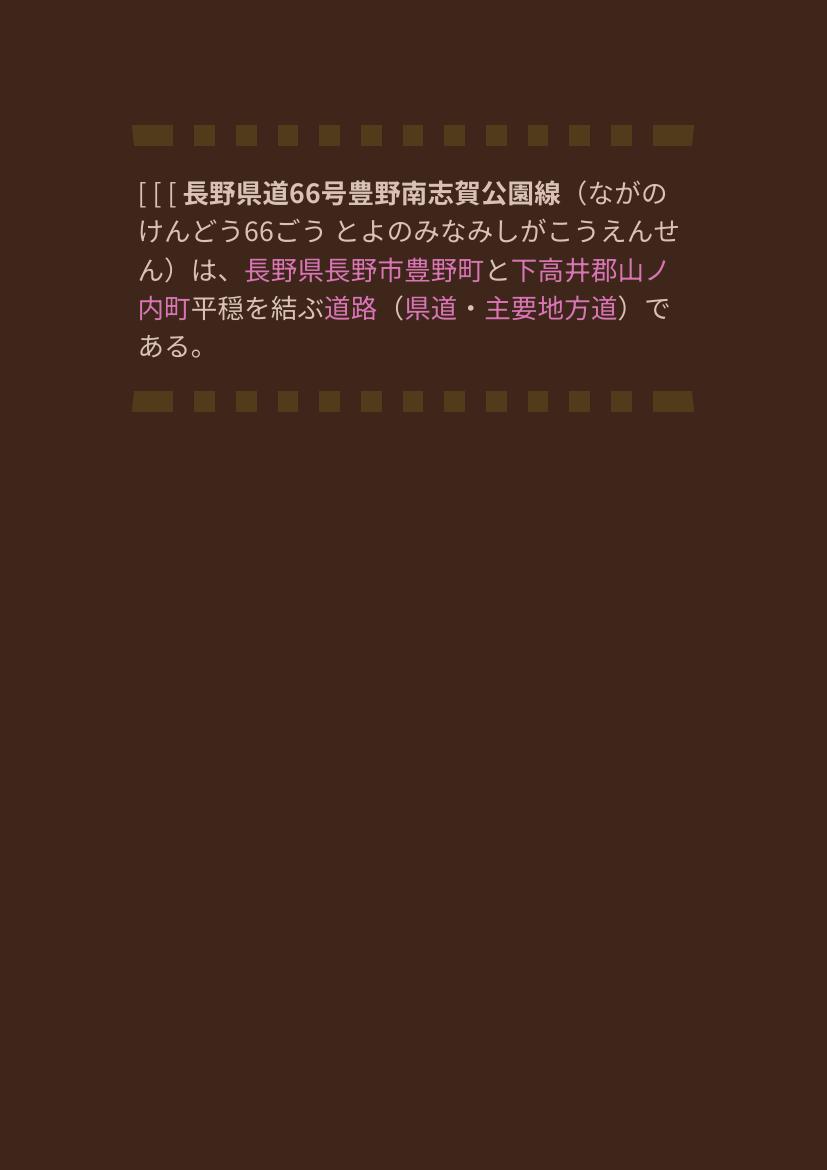 [ [ [ 長野県道66号豊野南志賀公園線（ながの
けんどう66ごう とよのみなみしがこうえんせ
ん）は、長野県長野市豊野町と下高井郡山ノ
内町平穏を結ぶ道路（県道・主要地方道）で
ある。